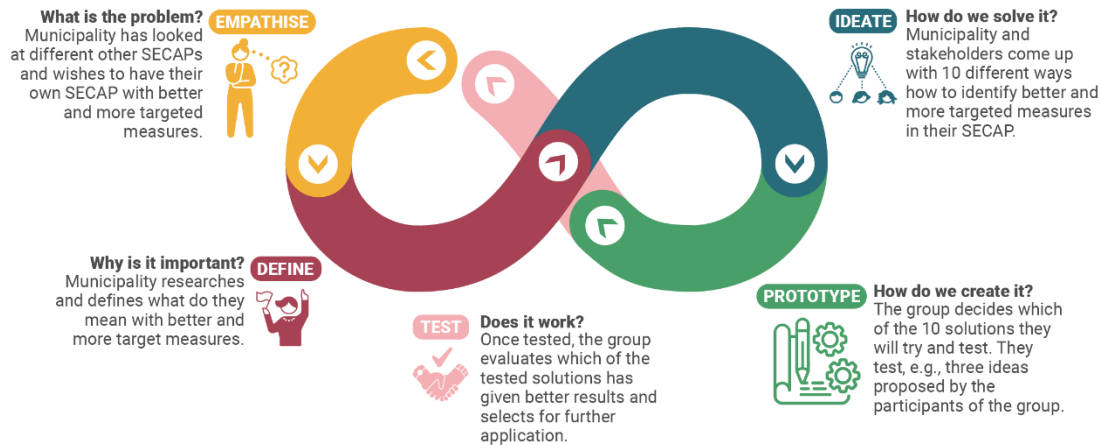 EMPATHISE
What is the problem?
Municipality has looked
at different other SECAPs
and wishes to have their
own SECAP with better
and more targeted
measures.
?
DEFINE
Why is it important?
Municipality researches
and defines what do they
mean with better and
more target measures.
IDEATE
How do we solve it?
Municipality and
stakeholders come up
with 10 different ways
how to identify better and
more targeted measures
in their SECAP.
PROTOTYPE
How do we create it?
The group decides which
of the 10 solutions they
will try and test. They
test, e.g., three ideas
proposed by the
participants of the group.
TEST
Does it work?
Once tested, the group
evaluates which of the
tested solutions has
given better results and
selects for further
application.